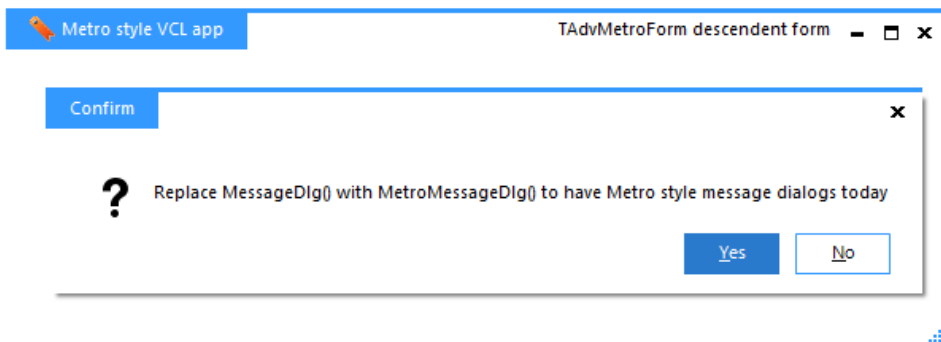 Metro style VCL app
TAdvMetroForm descendent form
Confirm
Replace MessageDlg() with MetroMessageDlg() to have Metro style message dialogs today
Yes
No